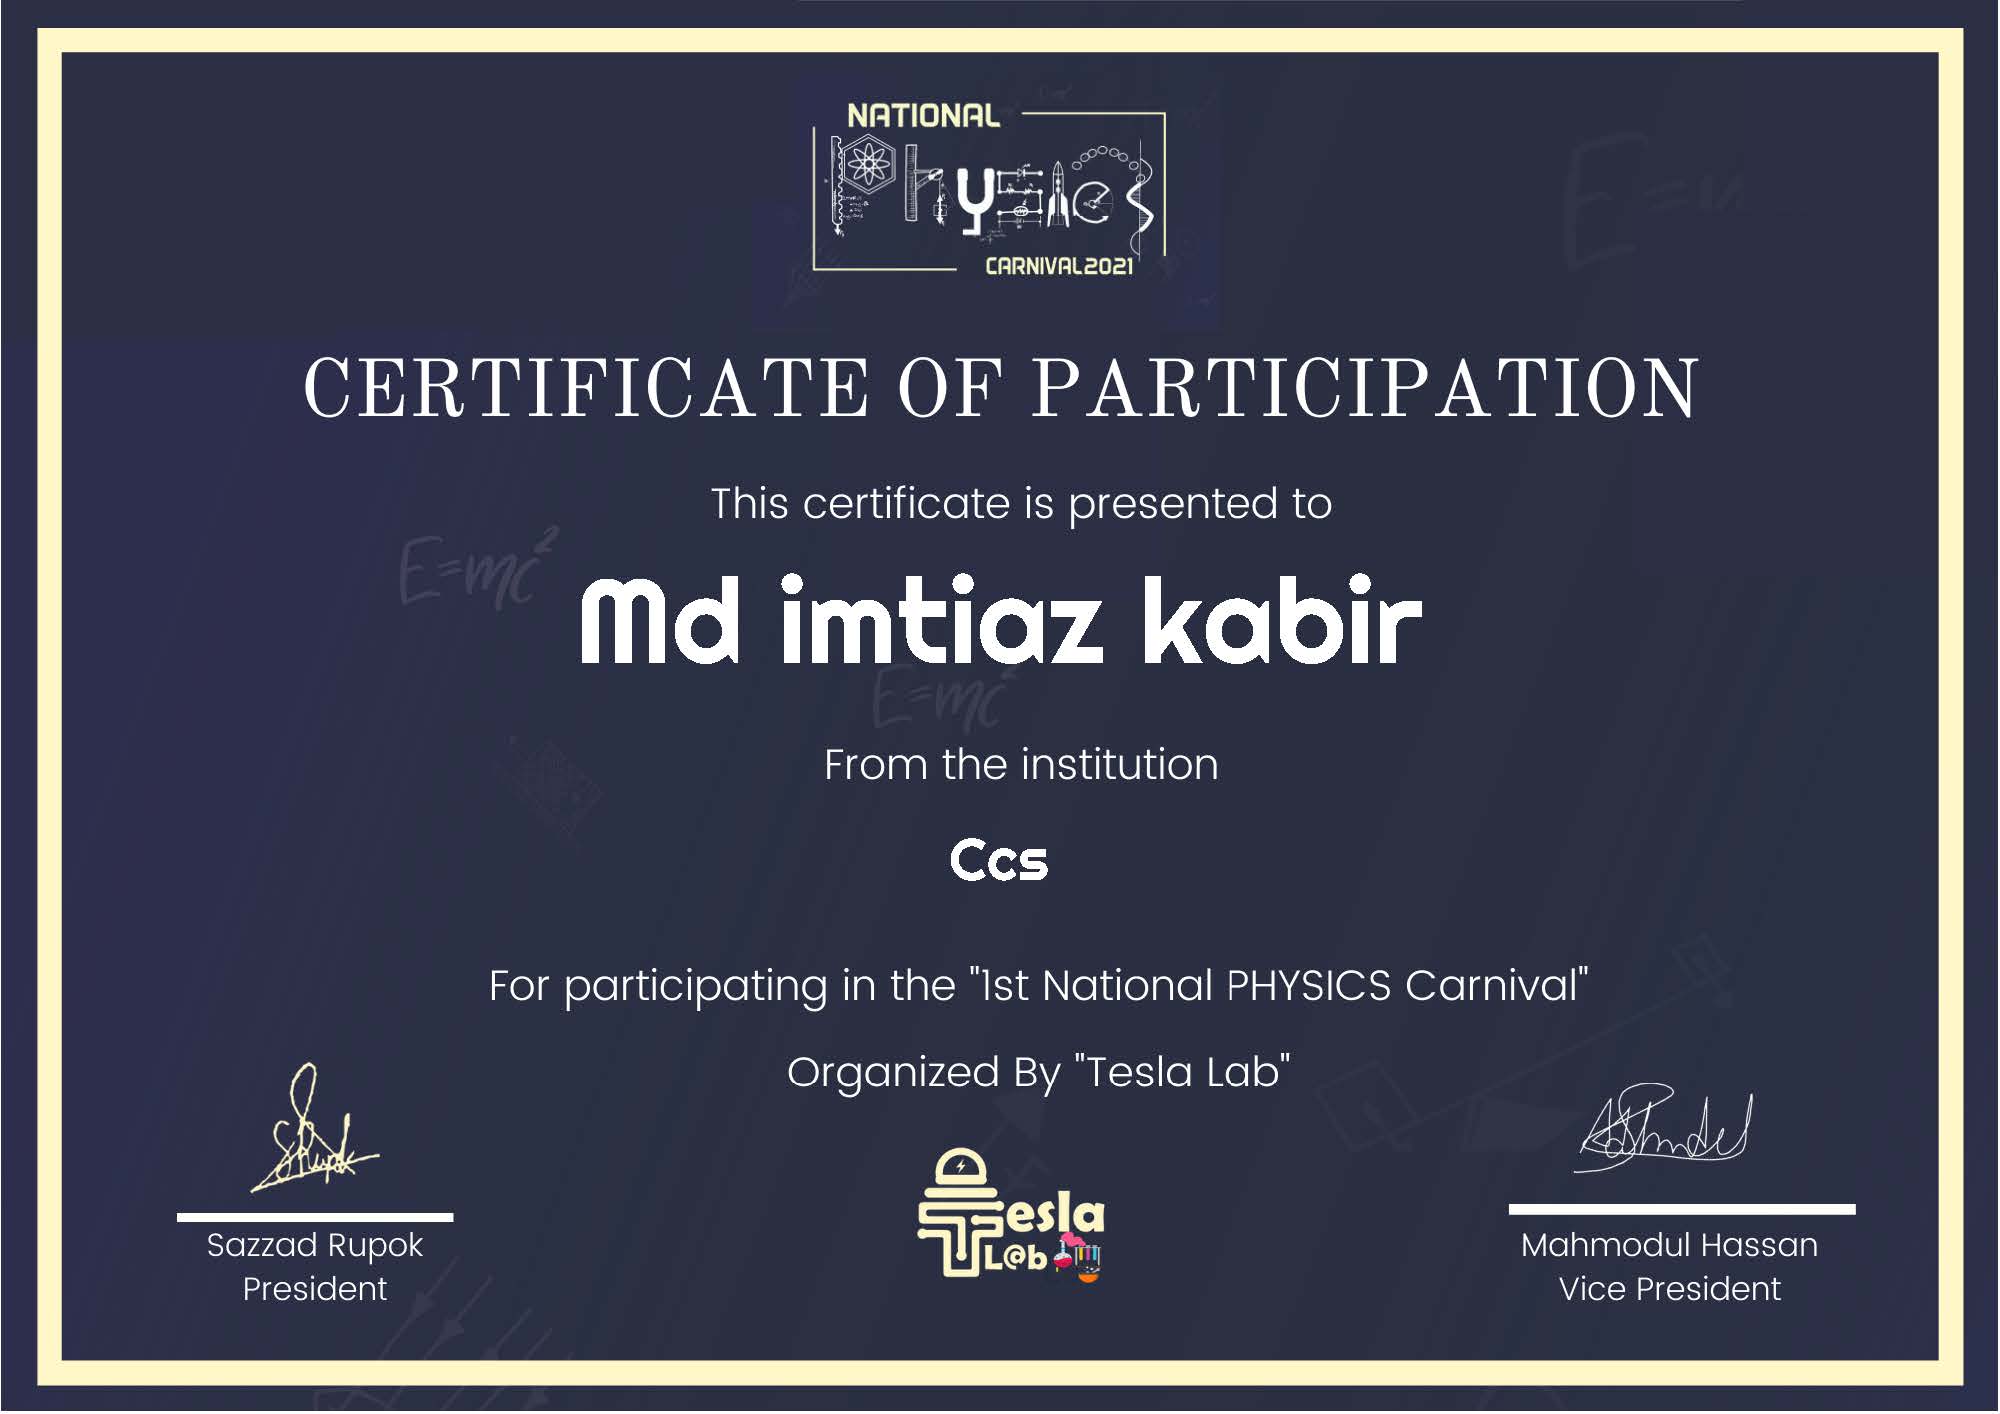 NATIONAL
Physics
CARNIVAL2021
CERTIFICATE OF PARTICIPATION
This certificate is presented to
E=mc²
Md imtiaz kabir
E=mc²
From the institution
Ccs
For participating in the "1st National PHYSICS Carnival"
Organized By "Tesla Lab"
Tesla
L@b
Sazzad Rupok
President
Mahmodul Hassan
Vice President